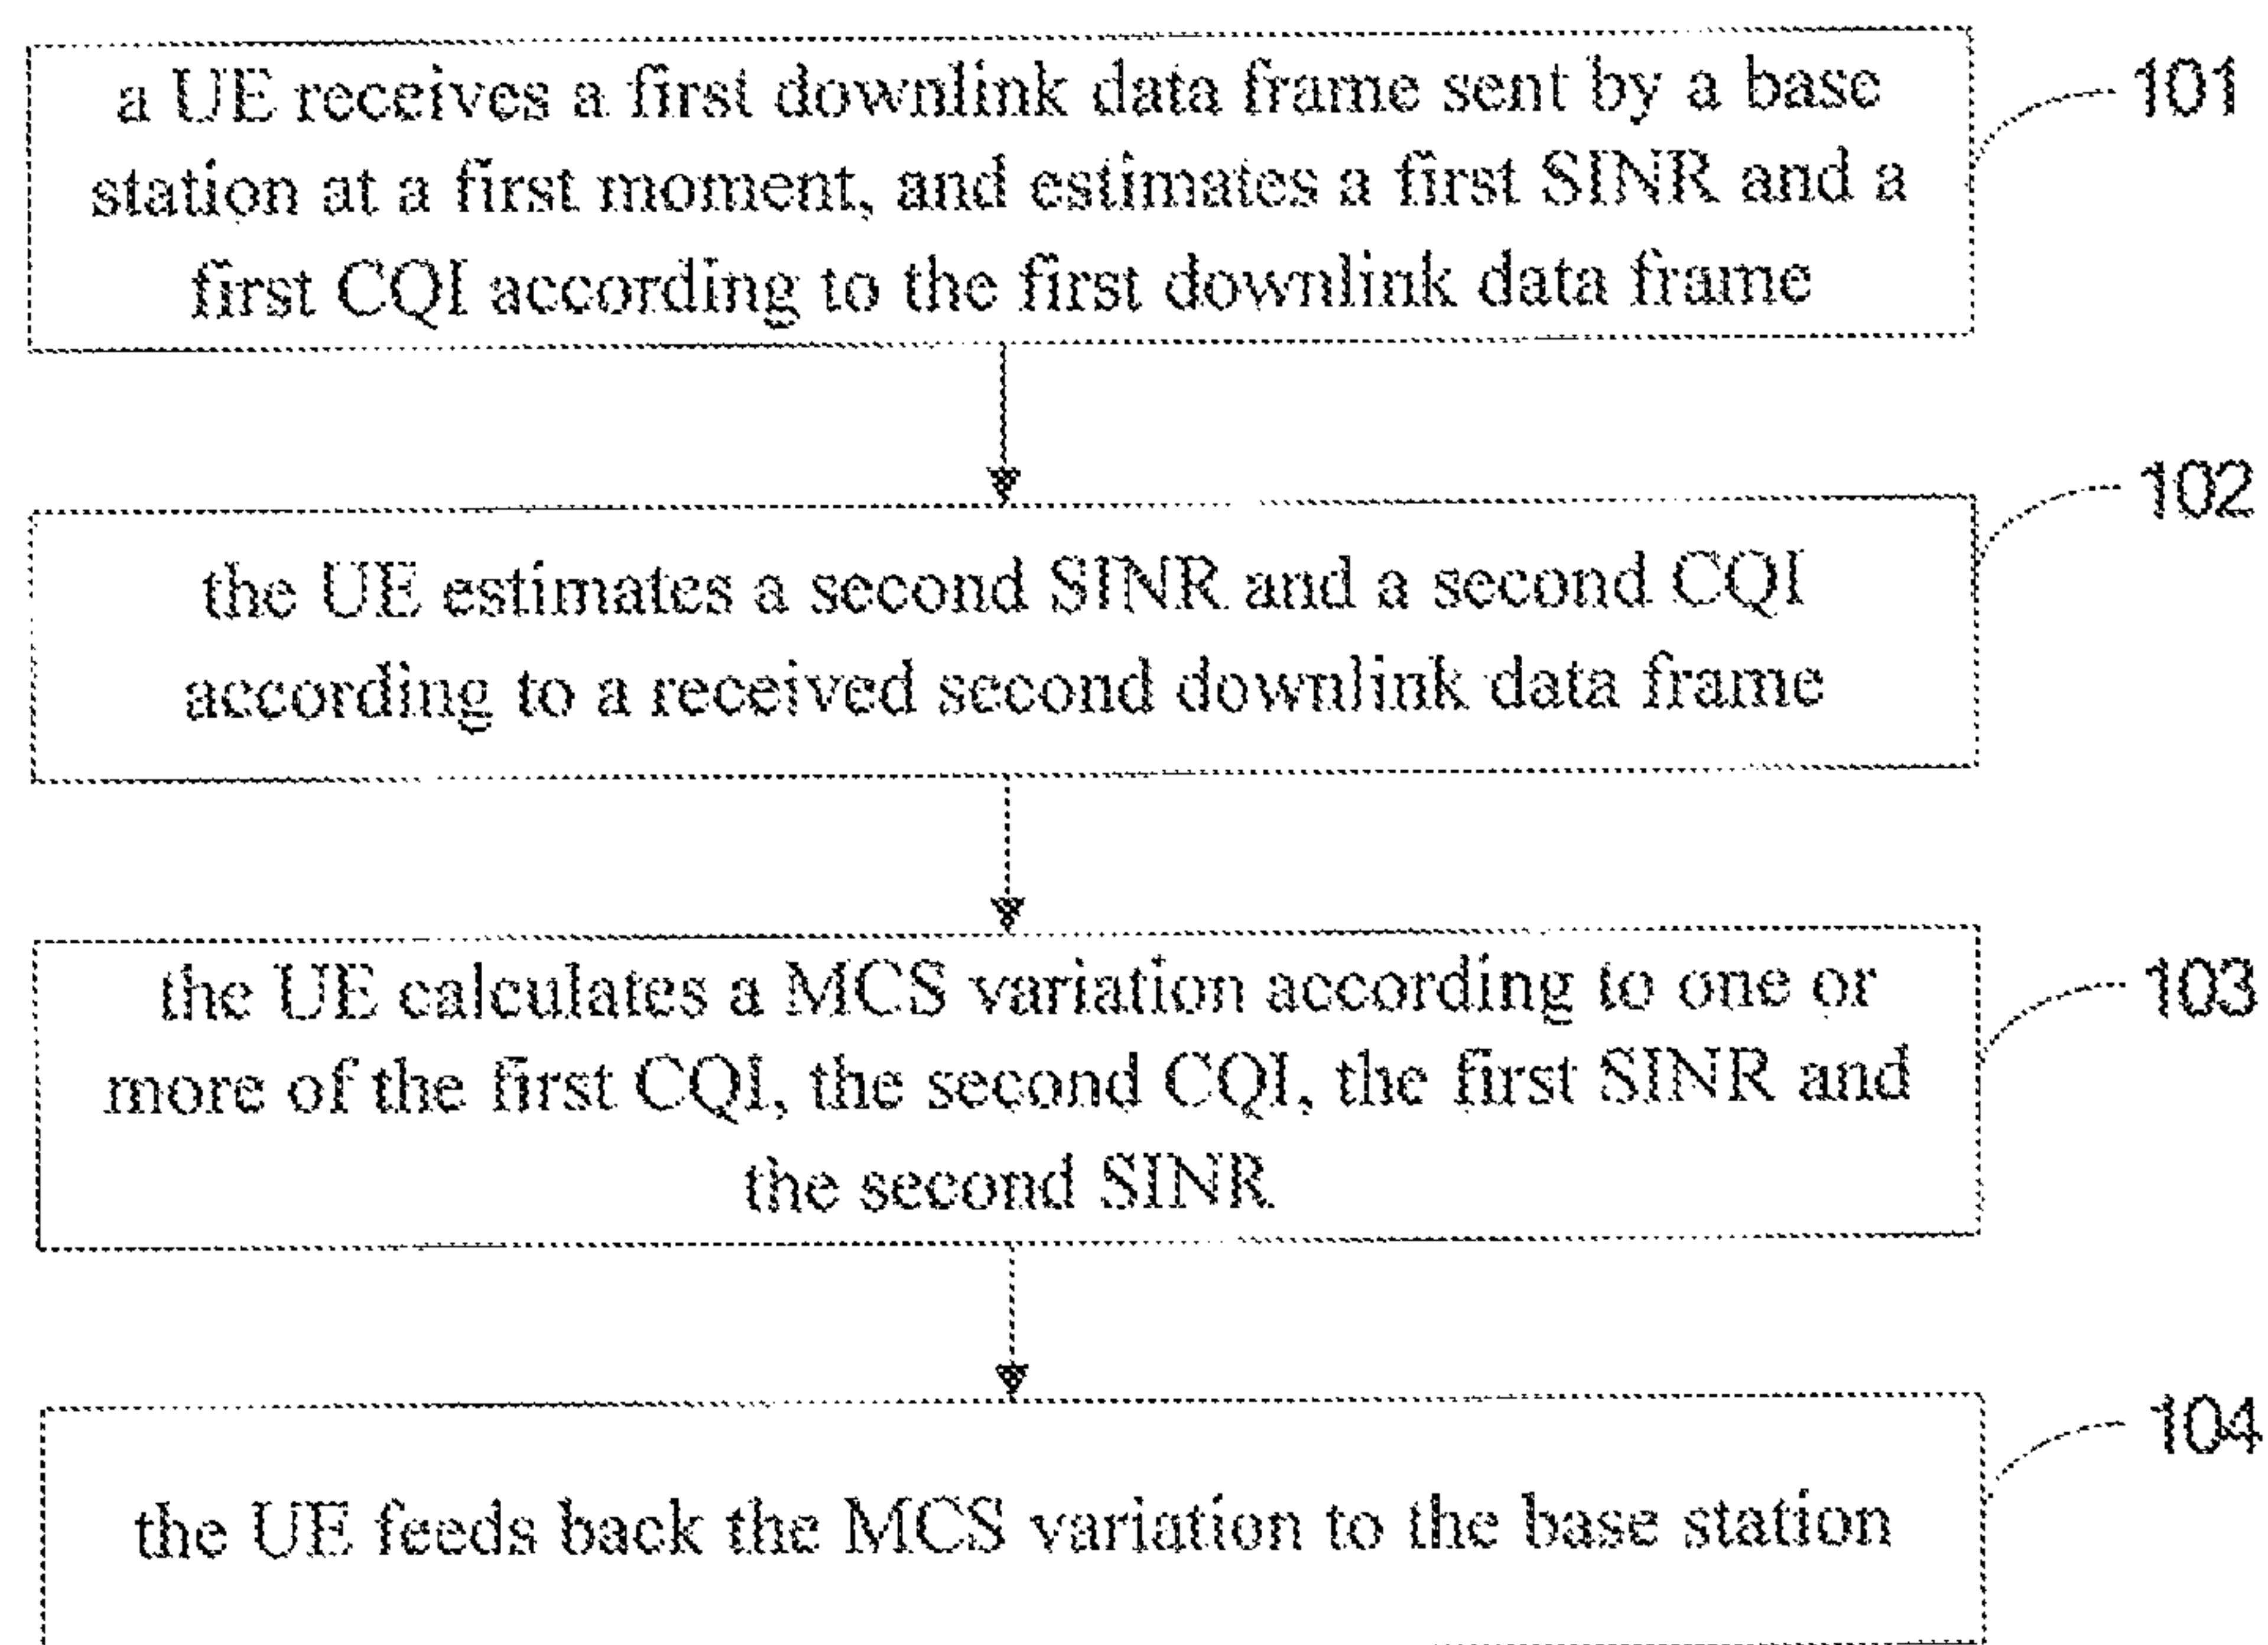 a UE receives a first downlink data frame sent by a base
station at a first moment, and estimates a first SINR and a
first CQI according to the first downlink data frame
101
the UE estimates a second SINR and a second CQI
according to a received second downlink data frame
102
the UE calculates a MCS variation according to one or
more of the first CQI, the second CQI, the first SINR and
the second SINR
103
the UE feeds back the MCS variation to the base station
104